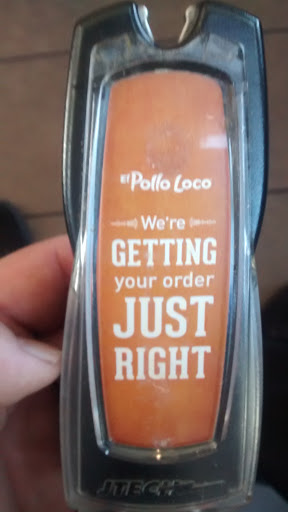 El Pollo Loco
We're
GETTING
your order
JUST
RIGHT
JTECH